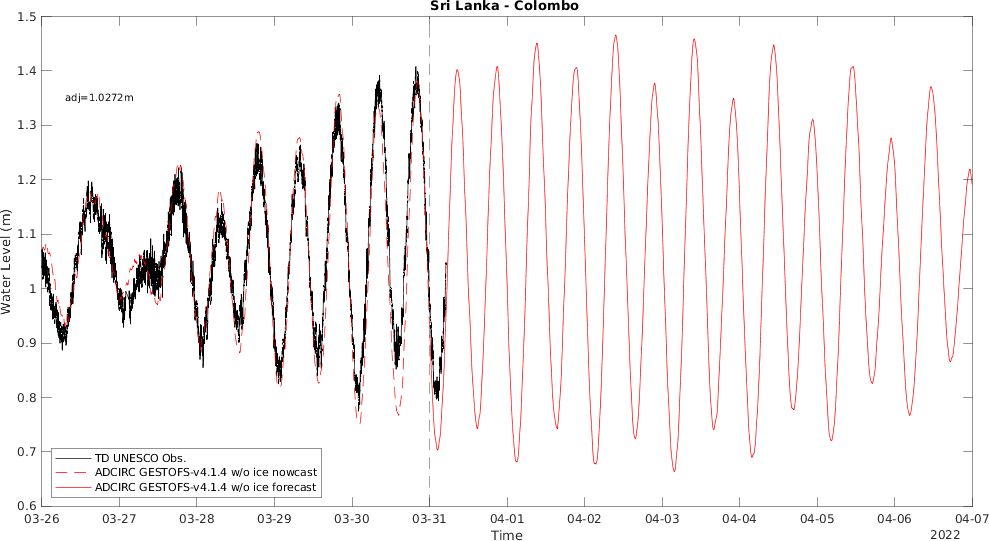 Sri Lanka - Colombo
1.5
1.4
1.3
1.2
1.1
1
0.9
0.8
0.7
0.6
Water Level (m)
adj=1.0272m
TD UNESCO Obs.
ADCIRC GESTOFS-v4.1.4 w/o ice nowcast
ADCIRC GESTOFS-v4.1.4 w/o ice forecast
03-26 03-27 03-28 03-29 03-30 03-31 04-01 04-02 04-03 04-04 04-05 04-06 04-07
Time
2022